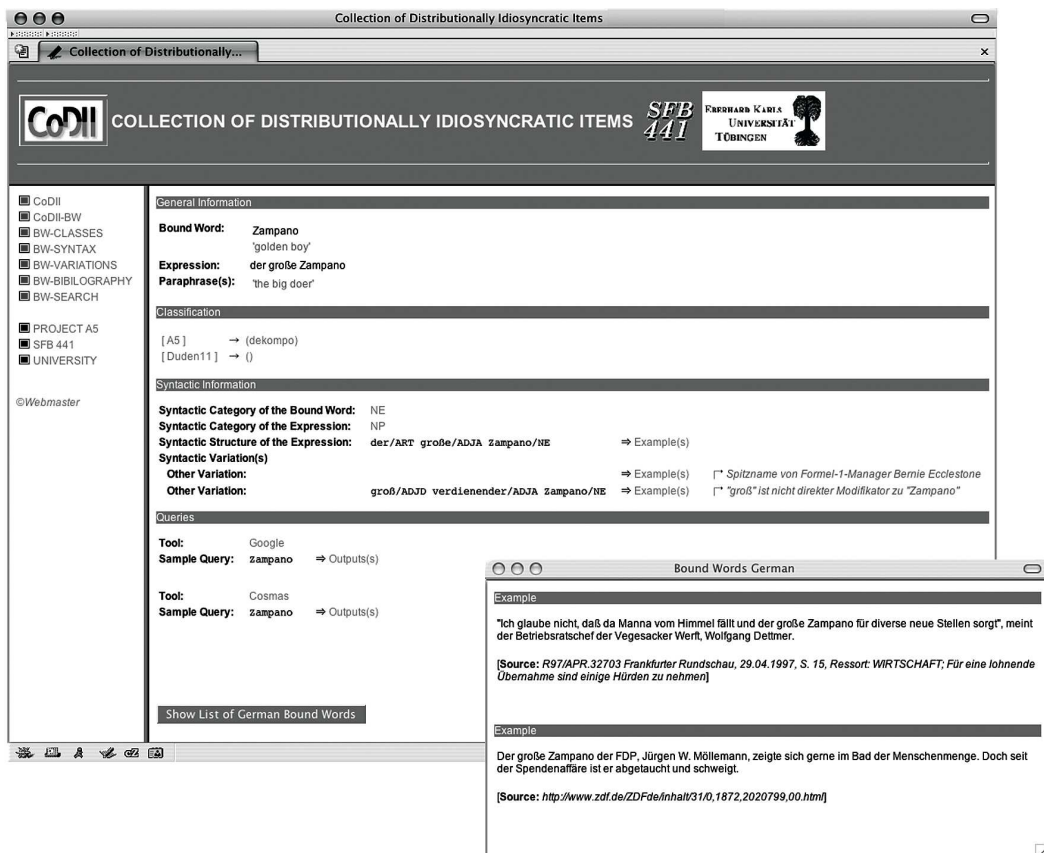 Collection of Distributionally Idiosyncratic Items
Collection of Distributionally...
CoDII COLLECTION OF DISTRIBUTIONALLY IDIOSYNCRATIC ITEMS SFB 441 EBERHARD KARLS UNIVERSITÄT TÜBINGEN
CoDII
CoDII-BW
BW-CLASSES
BW-SYNTAX
BW-VARIATIONS
BW-BIBILOGRAPHY
BW-SEARCH
PROJECT A5
SFB 441
UNIVERSITY
©Webmaster
General Information
Bound Word: Zampano
'golden boy'
Expression: der große Zampano
Paraphrase(s): 'the big doer'
Classification
[ A5 ] → (dekompo)
[ Duden11 ] → ()
Syntactic Information
Syntactic Category of the Bound Word: NE
Syntactic Category of the Expression: NP
Syntactic Structure of the Expression: der/ART große/ADJA Zampano/NE ⇒ Example(s)
Syntactic Variation(s)
Other Variation: ⇒ Example(s) Spitzname von Formel-1-Manager Bernie Ecclestone
Other Variation: groß/ADJD verdienender/ADJA Zampano/NE ⇒ Example(s) "groß" ist nicht direkter Modifikator zu "Zampano"
Queries
Tool: Google
Sample Query: Zampano ⇒ Outputs(s)
Tool: Cosmas
Sample Query: Zampano ⇒ Outputs(s)
Show List of German Bound Words
Bound Words German
Example
"Ich glaube nicht, daß da Manna vom Himmel fällt und der große Zampano für diverse neue Stellen sorgt", meint
der Betriebsratschef der Vegesacker Werft, Wolfgang Dettmer.
[Source: R97/APR.32703 Frankfurter Rundschau, 29.04.1997, S. 15, Ressort: WIRTSCHAFT; Für eine lohnende
Übernahme sind einige Hürden zu nehmen]
Example
Der große Zampano der FDP, Jürgen W. Möllemann, zeigte sich gerne im Bad der Menschenmenge. Doch seit
der Spendenaffäre ist er abgetaucht und schweigt.
[Source: http://www.zdf.de/ZDFde/inhalt/31/0,1872,2020799,00.html]